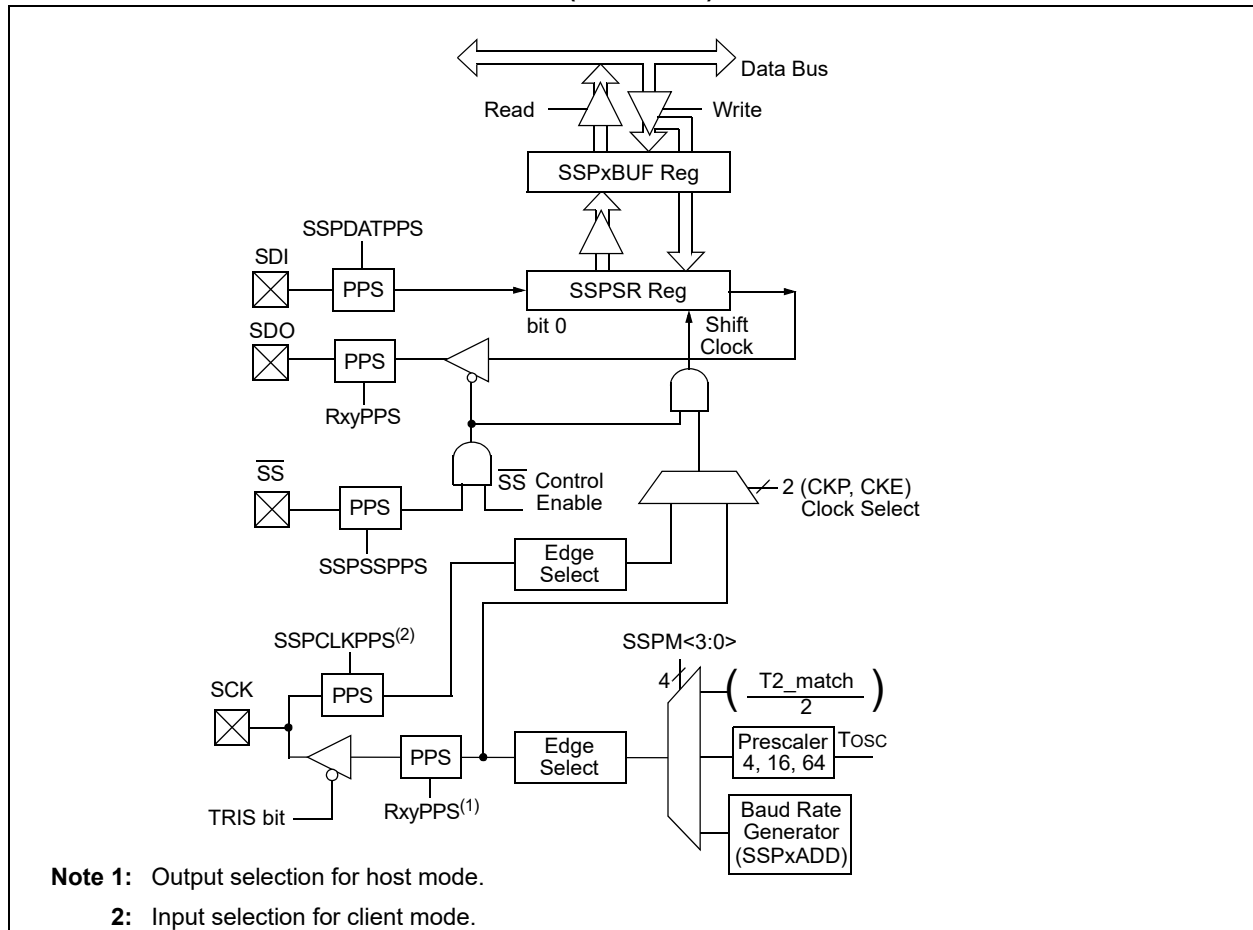 Data Bus
Read
Write
SSPxBUF Reg
SSPDATPPS
SDI
PPS
SSPSR Reg
bit 0
Shift
Clock
SDO
PPS
RxyPPS
SS
PPS
SS Control
Enable
SSPSSPPS
2 (CKP, CKE)
Clock Select
Edge
Select
SSPCLKPPS(2)
SSPM<3:0>
4
SCK
PPS
( T2_match )
2
PPS
Edge
Select
Prescaler
4, 16, 64
TOSC
RxyPPS(1)
TRIS bit
Baud Rate
Generator
(SSPxADD)
Note 1: Output selection for host mode.
2: Input selection for client mode.